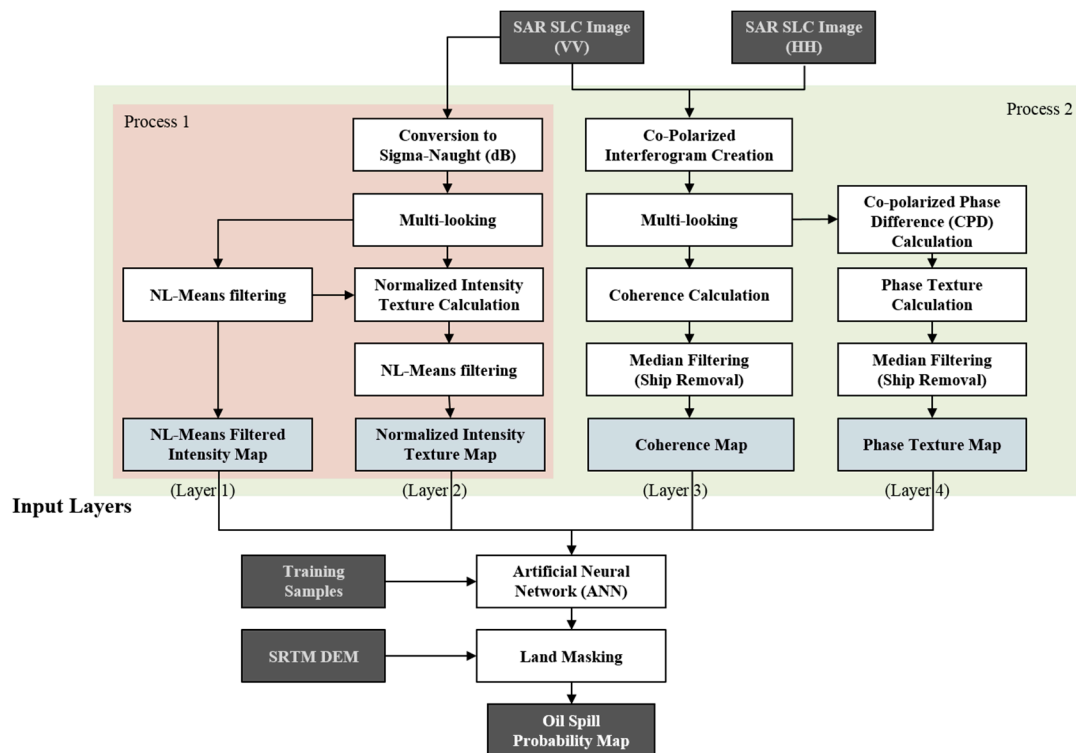 SAR SLC Image
(VV)
SAR SLC Image
(HH)
Process 1
Process 2
Conversion to
Sigma-Naught (dB)
Co-Polarized
Interferogram Creation
Multi-looking
Multi-looking
Co-polarized Phase
Difference (CPD)
Calculation
NL-Means filtering
Normalized Intensity
Texture Calculation
Coherence Calculation
Phase Texture
Calculation
NL-Means filtering
Median Filtering
(Ship Removal)
Median Filtering
(Ship Removal)
NL-Means Filtered
Intensity Map
Normalized Intensity
Texture Map
Coherence Map
Phase Texture Map
(Layer 1)
(Layer 2)
(Layer 3)
(Layer 4)
Input Layers
Training
Samples
Artificial Neural
Network (ANN)
SRTM DEM
Land Masking
Oil Spill
Probability Map